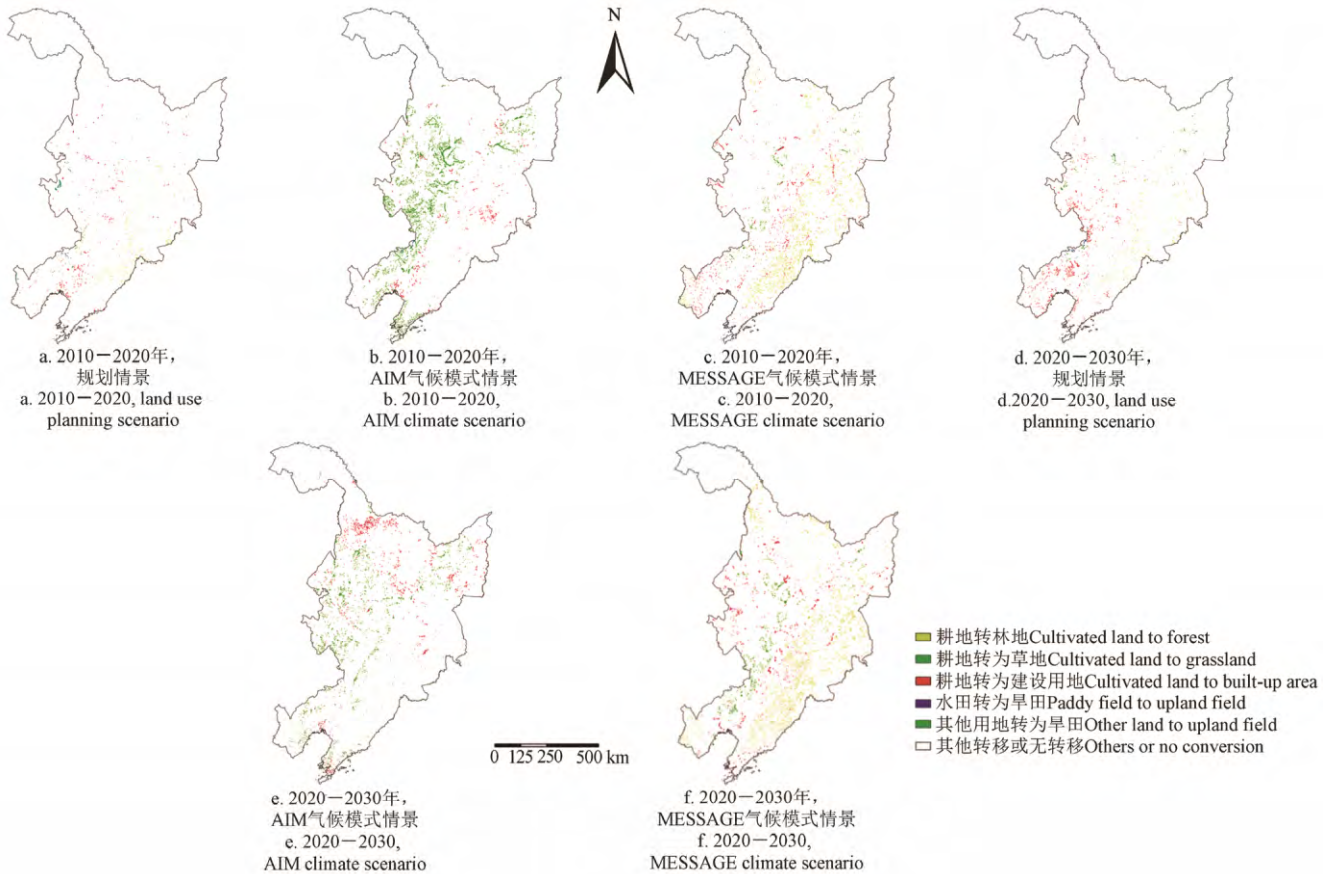 N
a. 2010－2020年，
规划情景
a. 2010－2020, land use
planning scenario
b. 2010－2020年，
AIM气候模式情景
b. 2010－2020,
AIM climate scenario
c. 2010－2020年，
MESSAGE气候模式情景
c. 2010－2020,
MESSAGE climate scenario
d. 2020－2030年，
规划情景
d.2020－2030, land use
planning scenario
e. 2020－2030年，
AIM气候模式情景
e. 2020－2030,
AIM climate scenario
0 125 250 500 km
f. 2020－2030年，
MESSAGE气候模式情景
f. 2020－2030,
MESSAGE climate scenario
耕地转林地Cultivated land to forest
耕地转为草地Cultivated land to grassland
耕地转为建设用地Cultivated land to built-up area
水田转为旱田Paddy field to upland field
其他用地转为旱田Other land to upland field
其他转移或无转移Others or no conversion